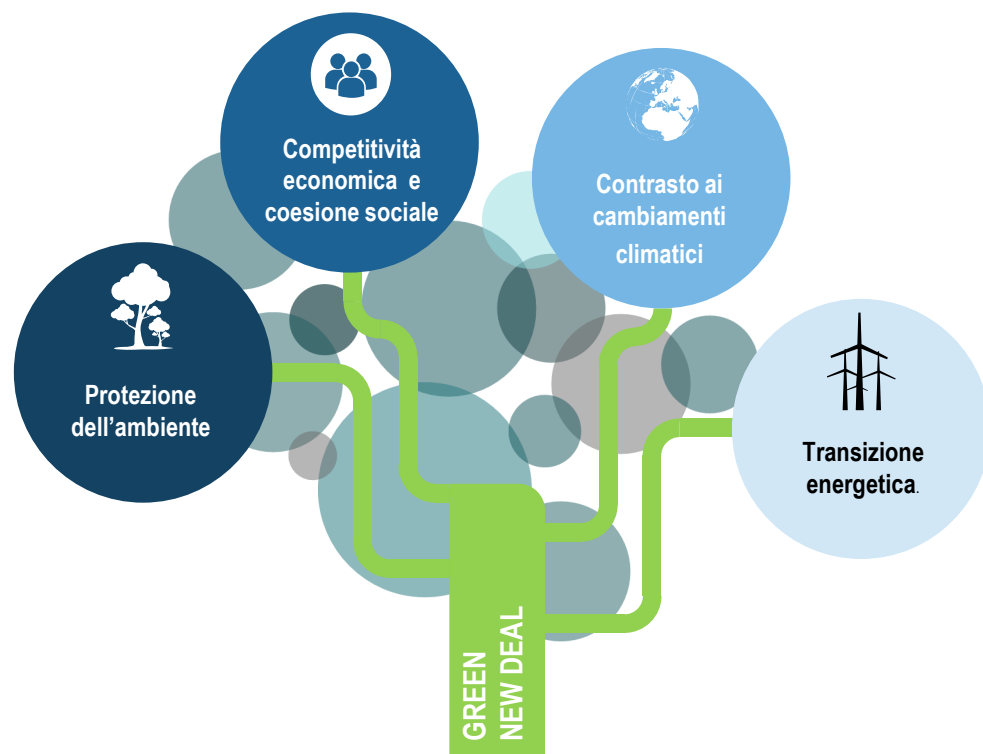 Competitività
economica e
coesione sociale
Contrasto ai
cambiamenti
climatici
Protezione
dell'ambiente
Transizione
energetica.
GREEN
NEW DEAL